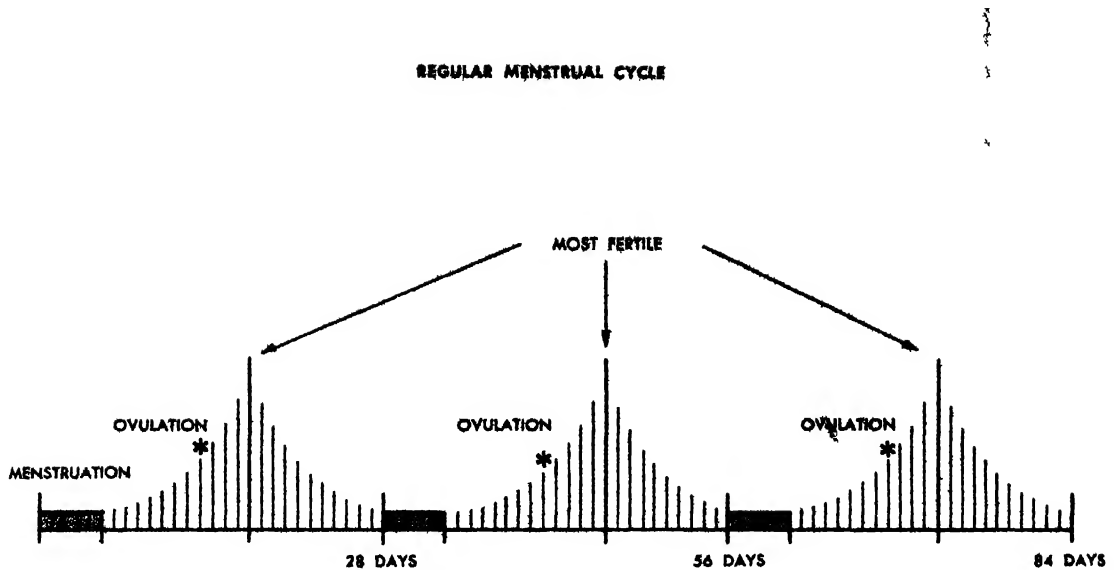 REGULAR MENSTRUAL CYCLE
MOST FERTILE
OVULATION
OVULATION
OVULATION
MENSTRUATION
28 DAYS
56 DAYS
84 DAYS